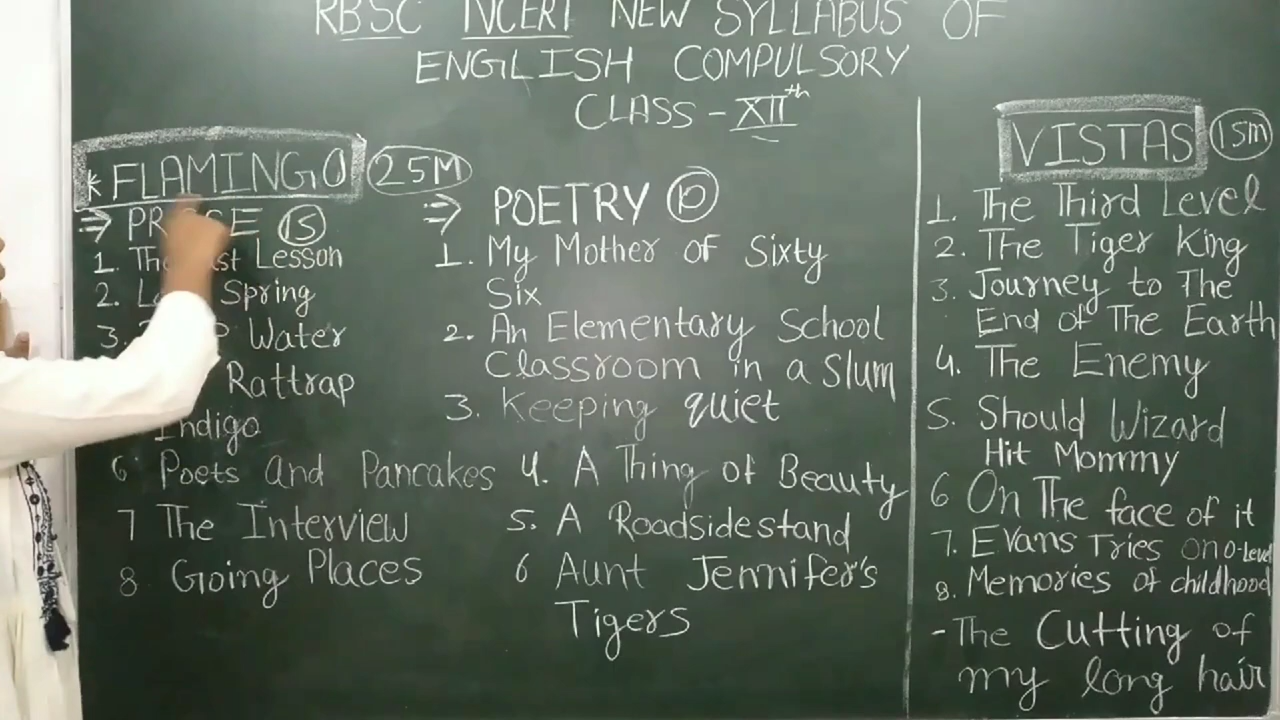 RBSC NCERT NEW SYLLABUS OF
ENGLISH COMPULSORY
CLASS - XIIth
* FLAMINGO 25M
⇒ 15
1. Lesson
2. Spring
3. Water
Rattrap
Indigo
6 Poets and Pancakes
7 The Interview
8 Going Places
⇒ POETRY 10
1. My Mother of Sixty
Six
2. An Elementary School
Classroom in a Slum
3. Keeping quiet
4. A Thing of Beauty
5. A Roadsidestand
6 Aunt Jennifer's
Tigers
VISTAS 15m
1. The Third Level
2. The Tiger King
3. Journey to The
End of The Earth
4. The Enemy
5. Should Wizard
Hit Mommy
6 On The face of it
7. Evans Tries On O-Level
8. Memories of childhood
- The Cutting of
my long hair